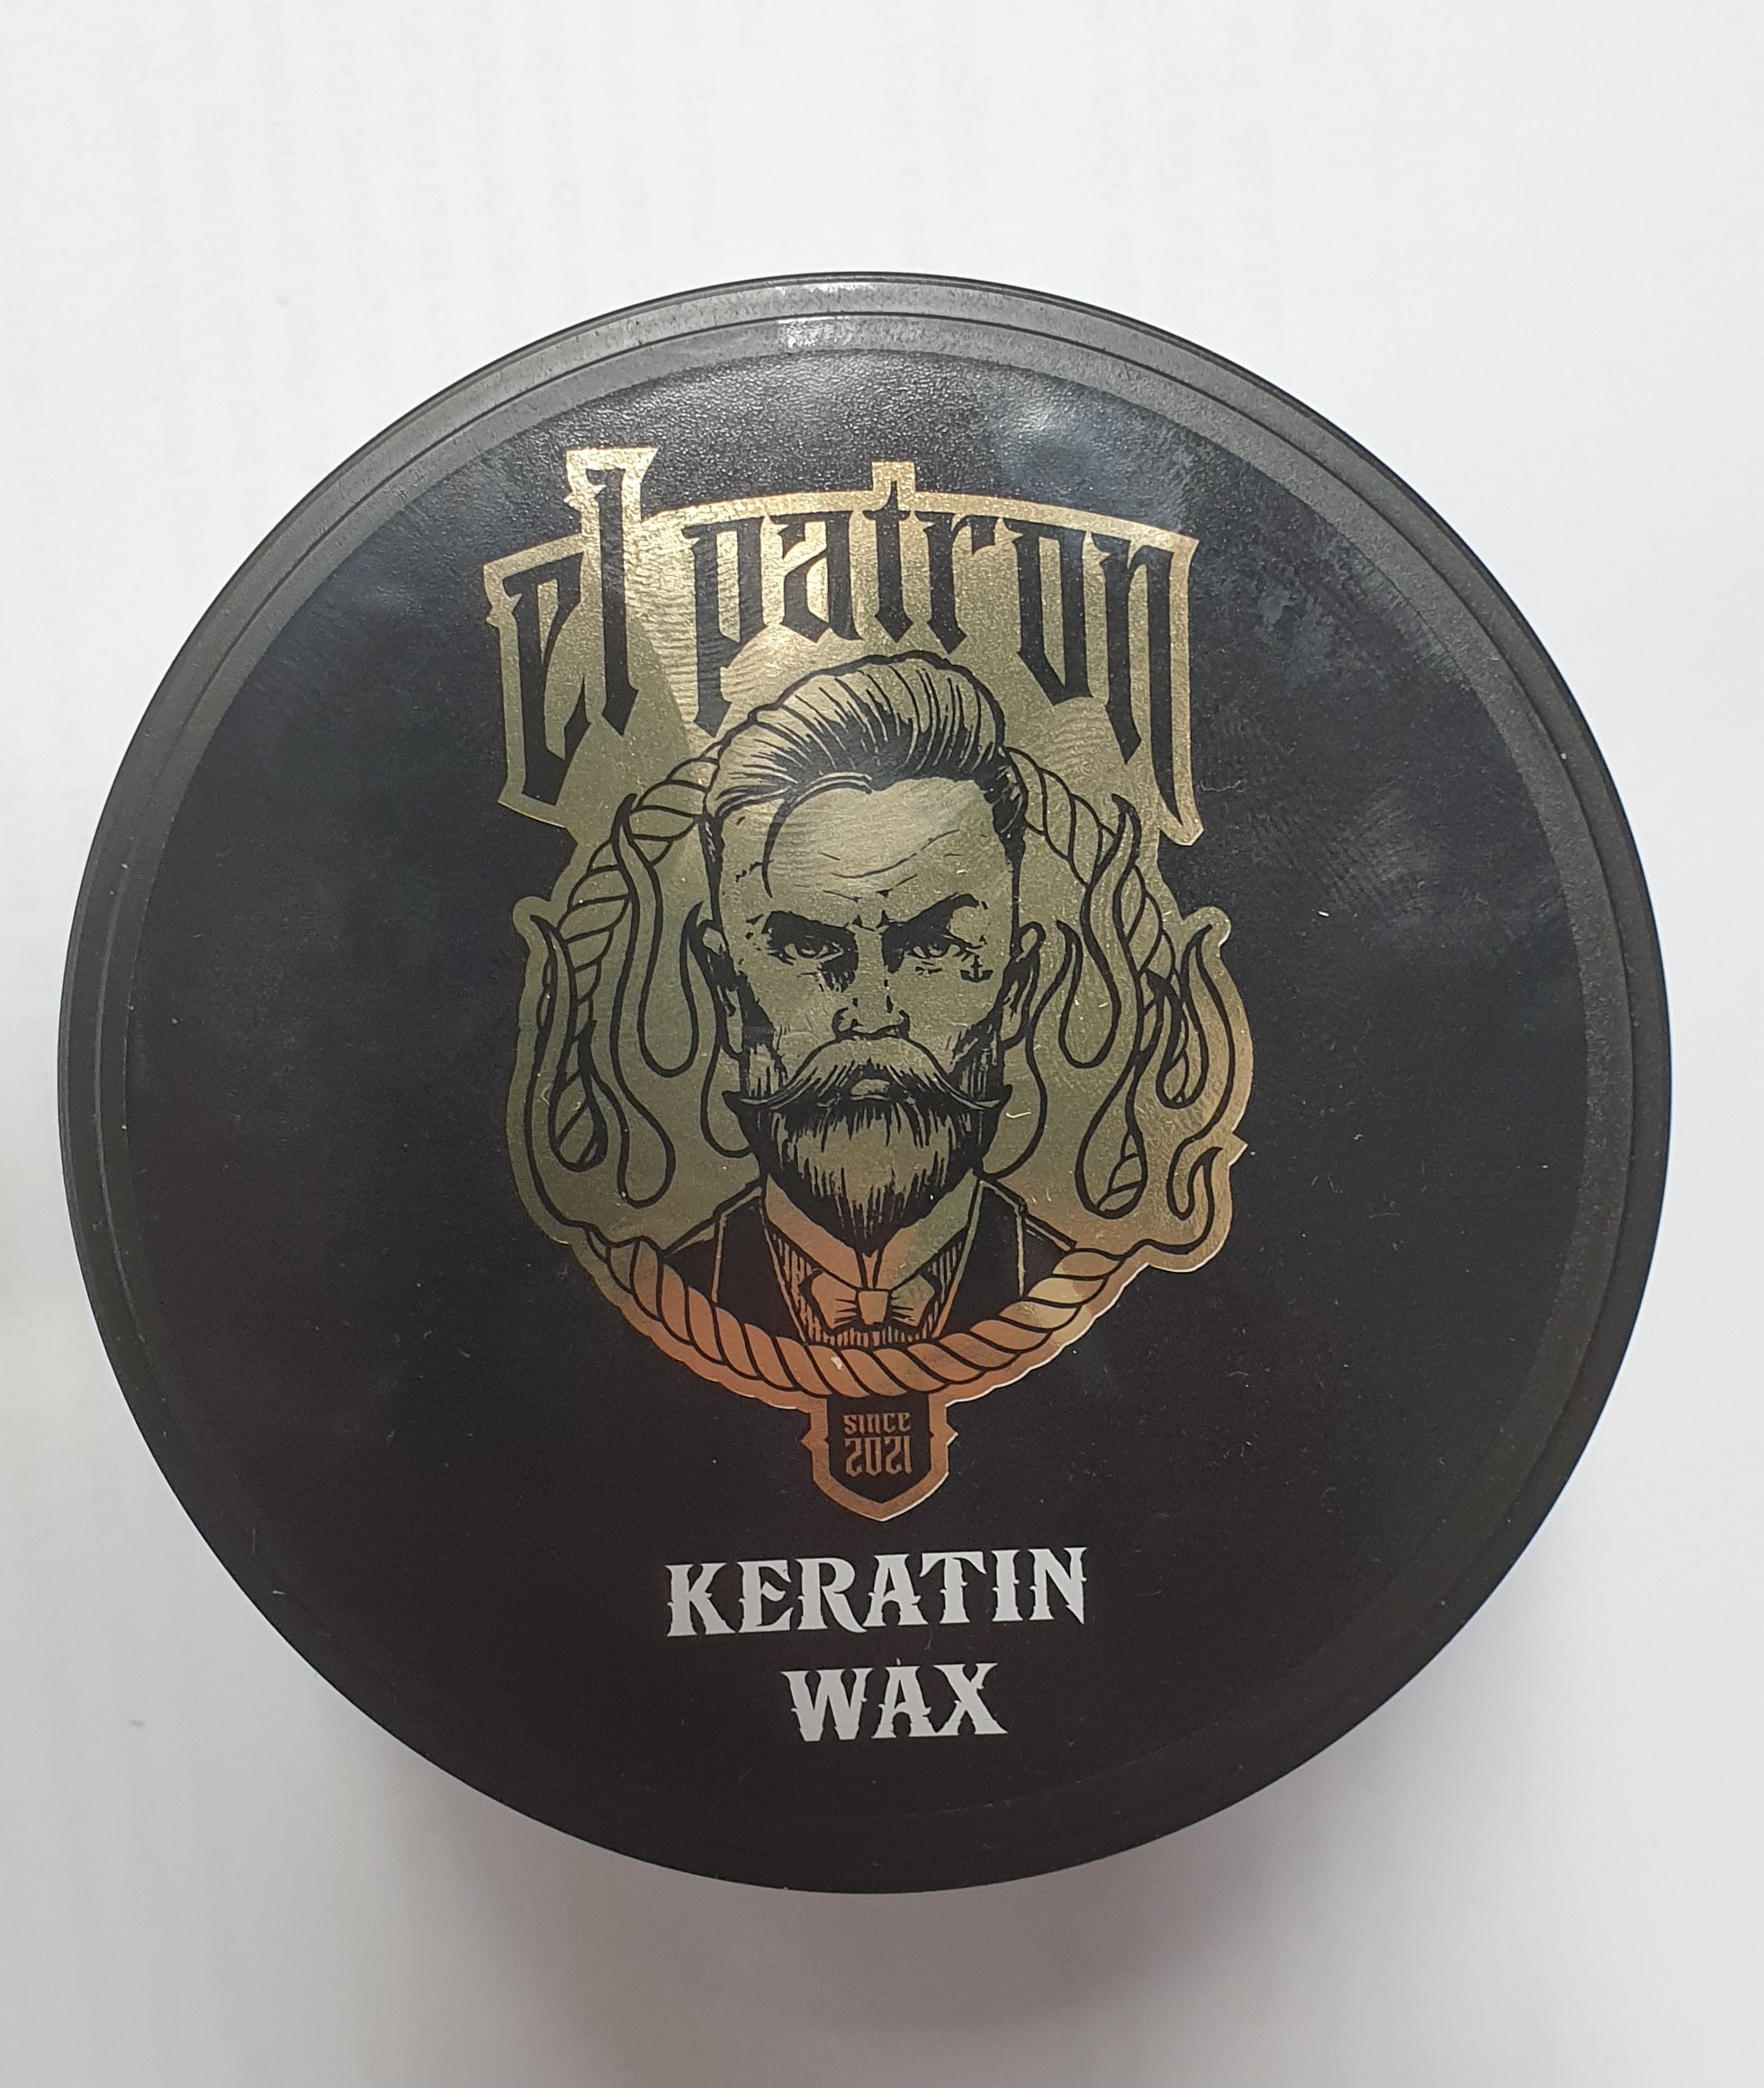 el patron
since
2021
KERATIN
WAX